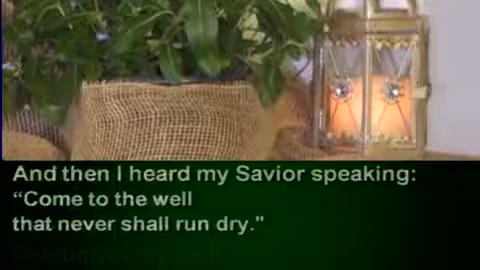 And then I heard my Savior speaking:
“Come to the well
that never shall run dry."